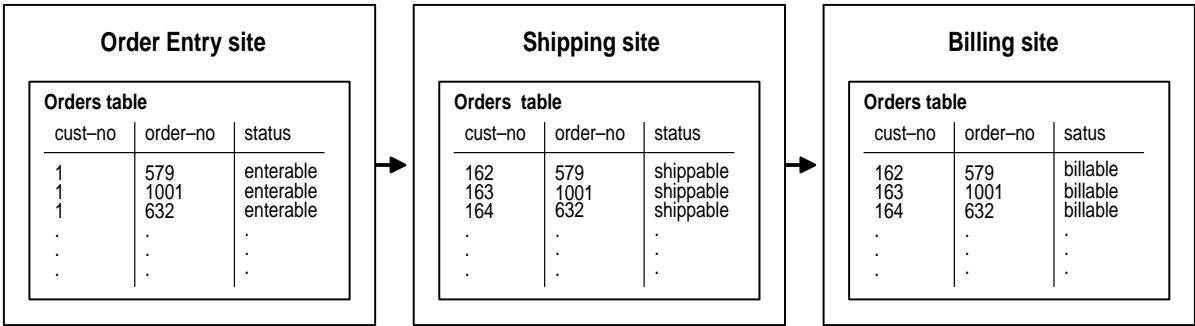 Order Entry site
Orders table
cust–no order–no status
1 579 enterable
1 1001 enterable
1 632 enterable
. . .
. . .
. . .
Shipping site
Orders table
cust–no order–no status
162 579 shippable
163 1001 shippable
164 632 shippable
. . .
. . .
. . .
Billing site
Orders table
cust–no order–no satus
162 579 billable
163 1001 billable
164 632 billable
. . .
. . .
. . .